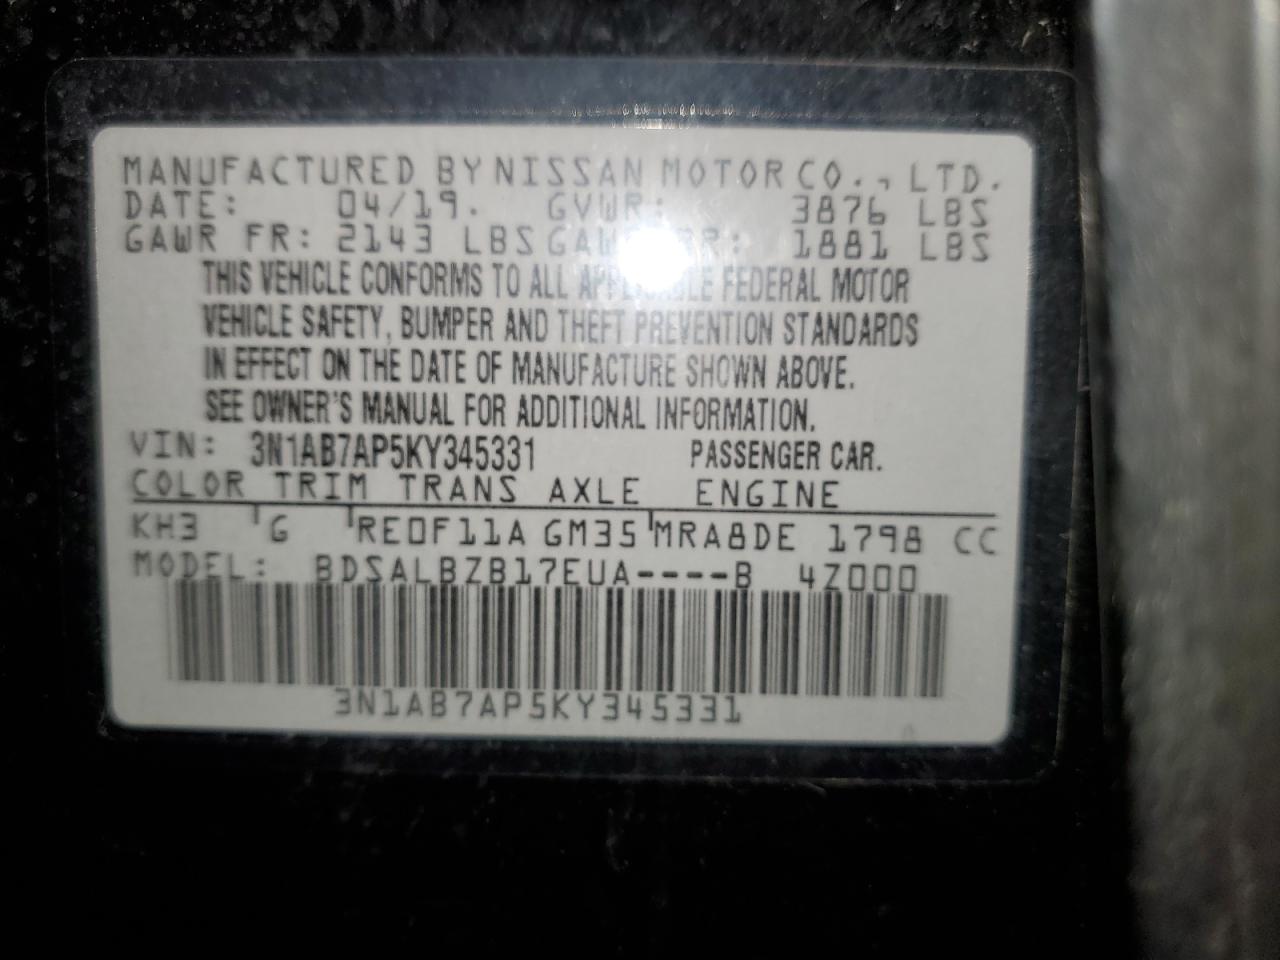 MANUFACTURED BY NISSAN MOTOR CO., LTD.
DATE: 04/19. GVWR: 3876 LBS
GAWR FR: 2143 LBS GAWR RR: 1881 LBS
THIS VEHICLE CONFORMS TO ALL APPLICABLE FEDERAL MOTOR
VEHICLE SAFETY, BUMPER AND THEFT PREVENTION STANDARDS
IN EFFECT ON THE DATE OF MANUFACTURE SHOWN ABOVE.
SEE OWNER'S MANUAL FOR ADDITIONAL INFORMATION.
VIN: 3N1AB7AP5KY345331 PASSENGER CAR.
COLOR TRIM TRANS AXLE ENGINE
KH3 G RE0F11A GM35 MRA8DE 1798 CC
MODEL: BDSALBZB17EUA----B 4Z000
3N1AB7AP5KY345331